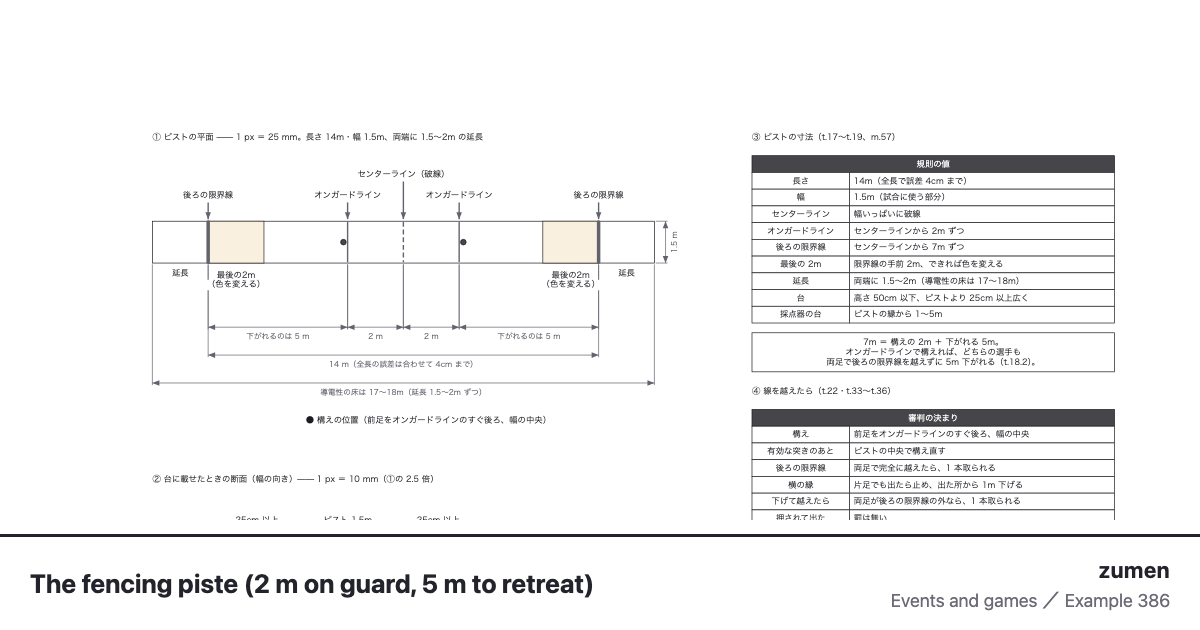 ① ピストの平面 —— 1 px = 25 mm。長さ 14m・幅 1.5m、両端に 1.5〜2m の延長
センターライン（破線）
後ろの限界線
オンガードライン
オンガードライン
後ろの限界線
1.5 m
延長
最後の2m
（色を変える）
最後の2m
（色を変える）
延長
下がれるのは 5 m
2 m
2 m
下がれるのは 5 m
14 m（全長の誤差は合わせて 4cm まで）
導電性の床は 17〜18m（延長 1.5〜2m ずつ）
● 構えの位置（前足をオンガードラインのすぐ後ろ、幅の中央）
② 台に載せたときの断面（幅の向き）—— 1 px = 10 mm（①の 2.5 倍）
25cm 以上
ピスト 1.5m
25cm 以上
③ ピストの寸法（t.17〜t.19、m.57）
規則の値
長さ 14m（全長で誤差 4cm まで）
幅 1.5m（試合に使う部分）
センターライン 幅いっぱいに破線
オンガードライン センターラインから 2m ずつ
後ろの限界線 センターラインから 7m ずつ
最後の 2m 限界線の手前 2m、できれば色を変える
延長 両端に 1.5〜2m（導電性の床は 17〜18m）
台 高さ 50cm 以下、ピストより 25cm 以上広く
採点器の台 ピストの縁から 1〜5m
7m = 構えの 2m + 下がれる 5m。
オンガードラインで構えれば、どちらの選手も
両足で後ろの限界線を越えずに 5m 下がれる（t.18.2）。
④ 線を越えたら（t.22・t.33〜t.36）
審判の決まり
構え 前足をオンガードラインのすぐ後ろ、幅の中央
有効な突きのあと ピストの中央で構え直す
後ろの限界線 両足で完全に越えたら、1 本取られる
横の縁 片足でも出たら止め、出た所から 1m 下げる
下げて越えたら 両足が後ろの限界線の外なら、1 本取られる
押されて出た 罰は無い
The fencing piste (2 m on guard, 5 m to retreat)
zumen
Events and games ／ Example 386